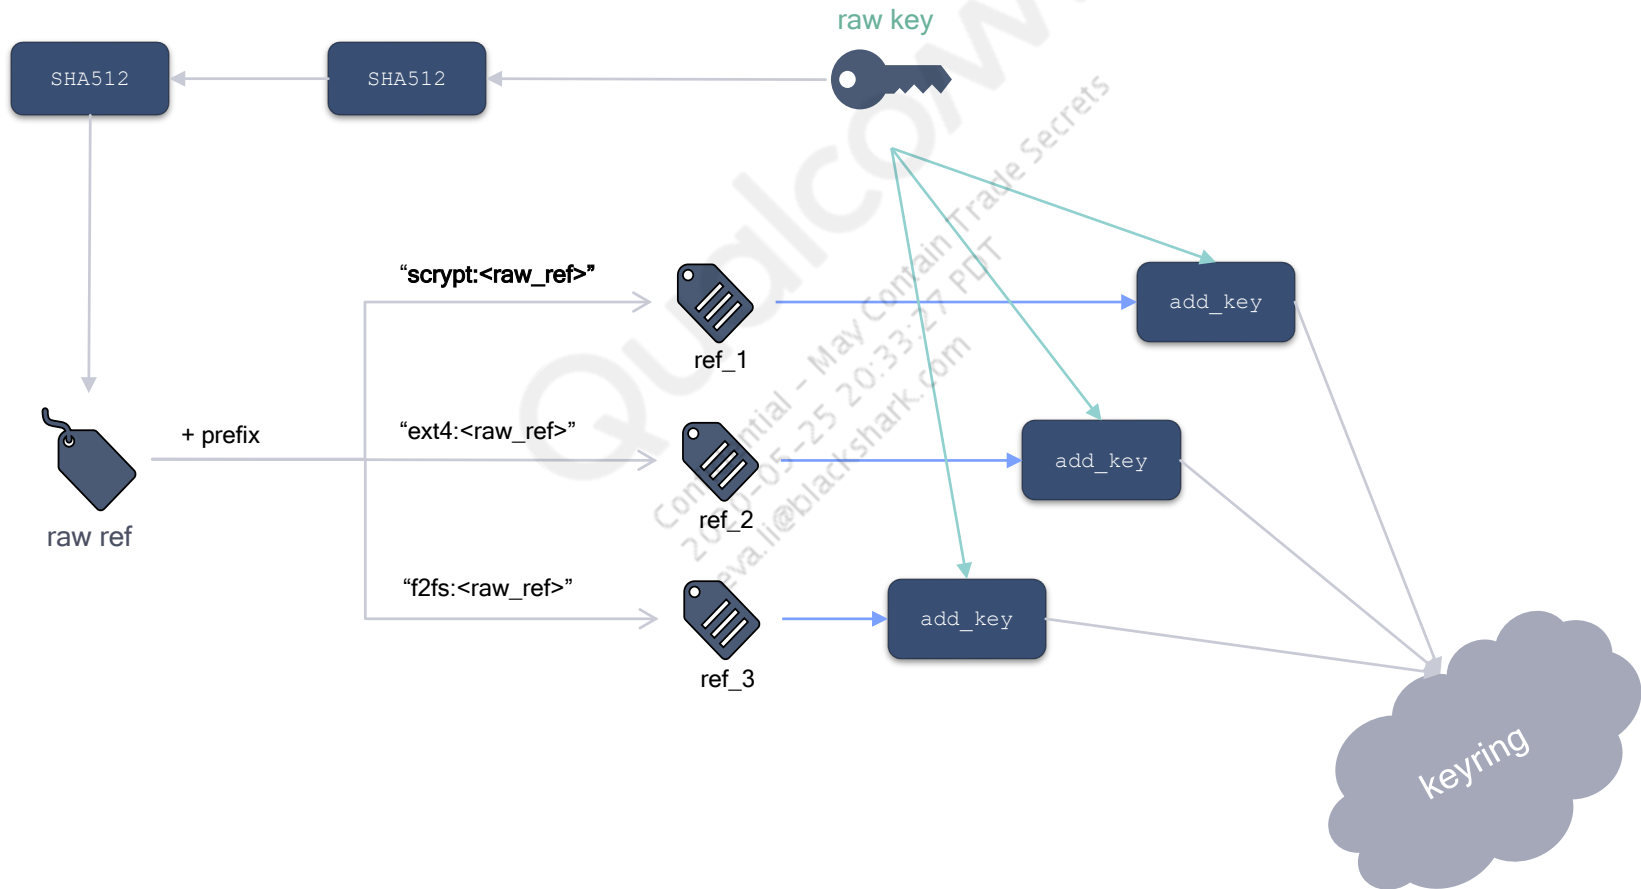 raw key
SHA512
SHA512
“scrypt:<raw_ref>”
add_key
ref_1
+ prefix
“ext4:<raw_ref>”
add_key
ref_2
raw ref
“f2fs:<raw_ref>”
add_key
ref_3
keyring
Qualcomm
Confidential - May Contain Trade Secrets
2020-05-25 20:33:27 PDT
eva.li@blackshark.com